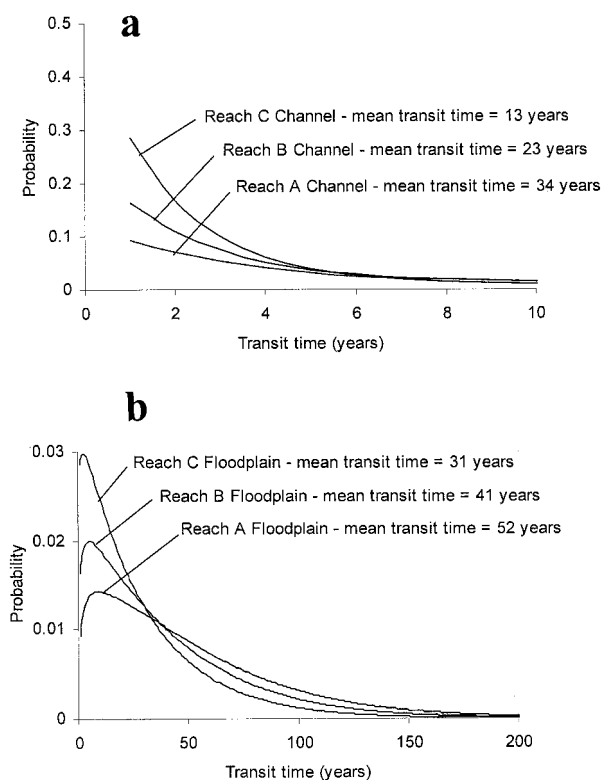 a
0.5
0.4
0.3
0.2
0.1
0
Probability
Reach C Channel - mean transit time = 13 years
Reach B Channel - mean transit time = 23 years
Reach A Channel - mean transit time = 34 years
0 2 4 6 8 10
Transit time (years)
b
0.03
0.02
0.01
0
Probability
Reach C Floodplain - mean transit time = 31 years
Reach B Floodplain - mean transit time = 41 years
Reach A Floodplain - mean transit time = 52 years
0 50 100 150 200
Transit time (years)